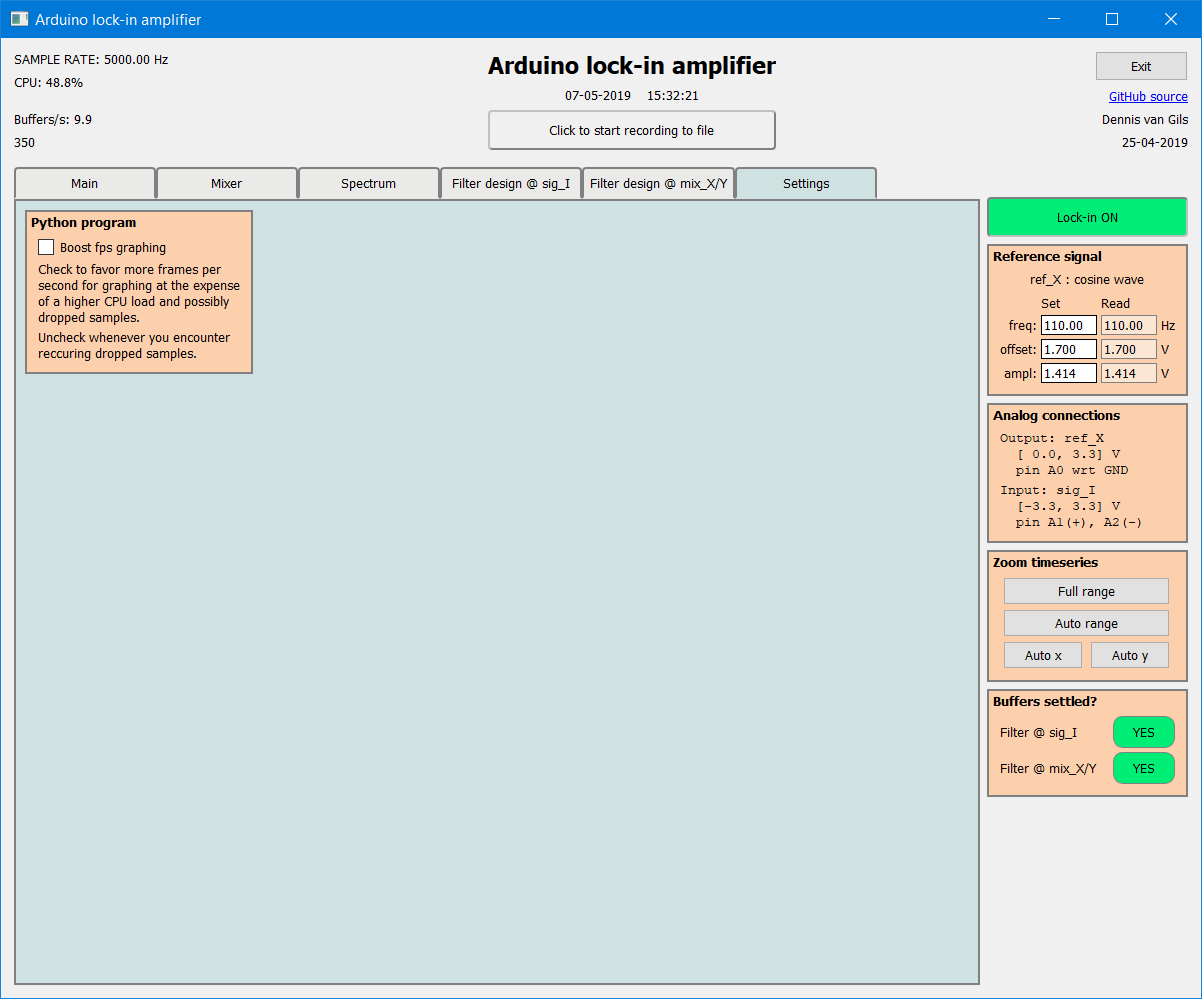 Arduino lock-in amplifier
SAMPLE RATE: 5000.00 Hz
CPU: 48.8%
Buffers/s: 9.9
350
Arduino lock-in amplifier
07-05-2019 15:32:21
Click to start recording to file
Exit
GitHub source
Dennis van Gils
25-04-2019
Main Mixer Spectrum Filter design @ sig_I Filter design @ mix_X/Y Settings
Python program
Boost fps graphing
Check to favor more frames per
second for graphing at the expense
of a higher CPU load and possibly
dropped samples.
Uncheck whenever you encounter
reccuring dropped samples.
Lock-in ON
Reference signal
ref_X : cosine wave
Set Read
freq: 110.00 110.00 Hz
offset: 1.700 1.700 V
ampl: 1.414 1.414 V
Analog connections
Output: ref_X
[ 0.0, 3.3] V
pin A0 wrt GND
Input: sig_I
[-3.3, 3.3] V
pin A1(+), A2(-)
Zoom timeseries
Full range
Auto range
Auto x Auto y
Buffers settled?
Filter @ sig_I YES
Filter @ mix_X/Y YES